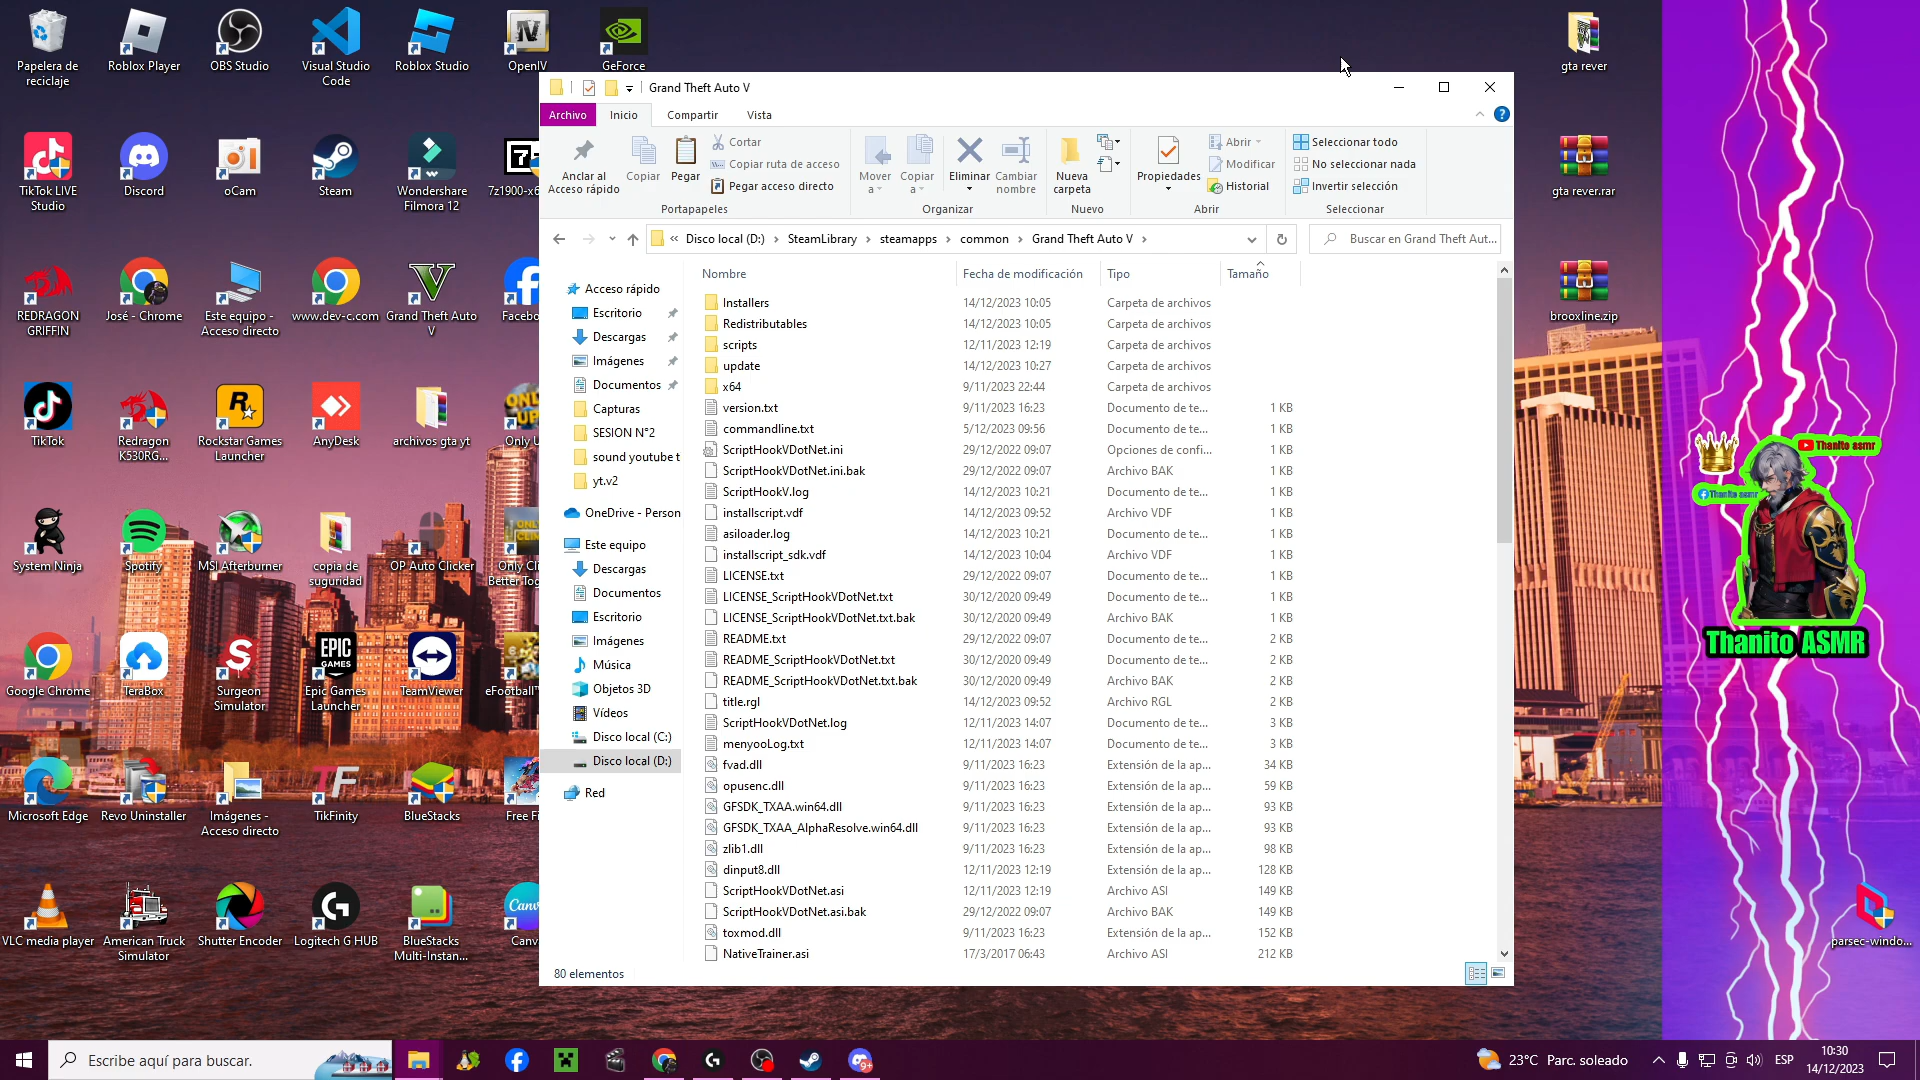 Papelera de
reciclaje
Roblox Player
OBS Studio
Visual Studio
Code
Roblox Studio
OpenIV
GeForce
TikTok LIVE
Studio
Discord
oCam
Steam
Wondershare
Filmora 12
7z1900-x6
REDRAGON
GRIFFIN
José - Chrome
Este equipo -
Acceso directo
www.dev-c.com
Grand Theft Auto
V
Facebo
TikTok
Redragon
K530RG...
Rockstar Games
Launcher
AnyDesk
archivos gta yt
Only U
System Ninja
Spotify
MSI Afterburner
copia de
suguridad
OP Auto Clicker
Only Cli
Better Tog
Google Chrome
TeraBox
Surgeon
Simulator
EPIC
GAMES
Epic Games
Launcher
TeamViewer
eFootball™
Microsoft Edge
Revo Uninstaller
Imágenes -
Acceso directo
TikFinity
BlueStacks
Free Fi
VLC media player
American Truck
Simulator
Shutter Encoder
Logitech G HUB
BlueStacks
Multi-Instan...
Canv
Grand Theft Auto V
Archivo
Inicio
Compartir
Vista
Anclar al
Acceso rápido
Copiar
Pegar
Cortar
Copiar ruta de acceso
Pegar acceso directo
Portapapeles
Mover
a
Copiar
a
Eliminar
Cambiar
nombre
Organizar
Nueva
carpeta
Nuevo
Propiedades
Abrir
Modificar
Historial
Abrir
Seleccionar todo
No seleccionar nada
Invertir selección
Seleccionar
« Disco local (D:) › SteamLibrary › steamapps › common › Grand Theft Auto V ›
Buscar en Grand Theft Aut...
Acceso rápido
Escritorio
Descargas
Imágenes
Documentos
Capturas
SESION N°2
sound youtube t
yt.v2
OneDrive - Person
Este equipo
Descargas
Documentos
Escritorio
Imágenes
Música
Objetos 3D
Vídeos
Disco local (C:)
Disco local (D:)
Red
Nombre Fecha de modificación Tipo Tamaño
Installers 14/12/2023 10:05 Carpeta de archivos
Redistributables 14/12/2023 10:05 Carpeta de archivos
scripts 12/11/2023 12:19 Carpeta de archivos
update 14/12/2023 10:27 Carpeta de archivos
x64 9/11/2023 22:44 Carpeta de archivos
version.txt 9/11/2023 16:23 Documento de te... 1 KB
commandline.txt 5/12/2023 09:56 Documento de te... 1 KB
ScriptHookVDotNet.ini 29/12/2022 09:07 Opciones de confi... 1 KB
ScriptHookVDotNet.ini.bak 29/12/2022 09:07 Archivo BAK 1 KB
ScriptHookV.log 14/12/2023 10:21 Documento de te... 1 KB
installscript.vdf 14/12/2023 09:52 Archivo VDF 1 KB
asiloader.log 14/12/2023 10:21 Documento de te... 1 KB
installscript_sdk.vdf 14/12/2023 10:04 Archivo VDF 1 KB
LICENSE.txt 29/12/2022 09:07 Documento de te... 1 KB
LICENSE_ScriptHookVDotNet.txt 30/12/2020 09:49 Documento de te... 1 KB
LICENSE_ScriptHookVDotNet.txt.bak 30/12/2020 09:49 Archivo BAK 1 KB
README.txt 29/12/2022 09:07 Documento de te... 2 KB
README_ScriptHookVDotNet.txt 30/12/2020 09:49 Documento de te... 2 KB
README_ScriptHookVDotNet.txt.bak 30/12/2020 09:49 Archivo BAK 2 KB
title.rgl 14/12/2023 09:52 Archivo RGL 2 KB
ScriptHookVDotNet.log 12/11/2023 14:07 Documento de te... 3 KB
menyooLog.txt 12/11/2023 14:07 Documento de te... 3 KB
fvad.dll 9/11/2023 16:23 Extensión de la ap... 34 KB
opusenc.dll 9/11/2023 16:23 Extensión de la ap... 59 KB
GFSDK_TXAA.win64.dll 9/11/2023 16:23 Extensión de la ap... 93 KB
GFSDK_TXAA_AlphaResolve.win64.dll 9/11/2023 16:23 Extensión de la ap... 93 KB
zlib1.dll 9/11/2023 16:23 Extensión de la ap... 98 KB
dinput8.dll 12/11/2023 12:19 Extensión de la ap... 128 KB
ScriptHookVDotNet.asi 12/11/2023 12:19 Archivo ASI 149 KB
ScriptHookVDotNet.asi.bak 29/12/2022 09:07 Archivo BAK 149 KB
toxmod.dll 9/11/2023 16:23 Extensión de la ap... 152 KB
NativeTrainer.asi 17/3/2017 06:43 Archivo ASI 212 KB
80 elementos
gta rever
gta rever.rar
brooxline.zip
Thanito asmr
Thanito asmr
Thanito ASMR
parsec-windo...
Escribe aquí para buscar.
23°C Parc. soleado
ESP
10:30
14/12/2023